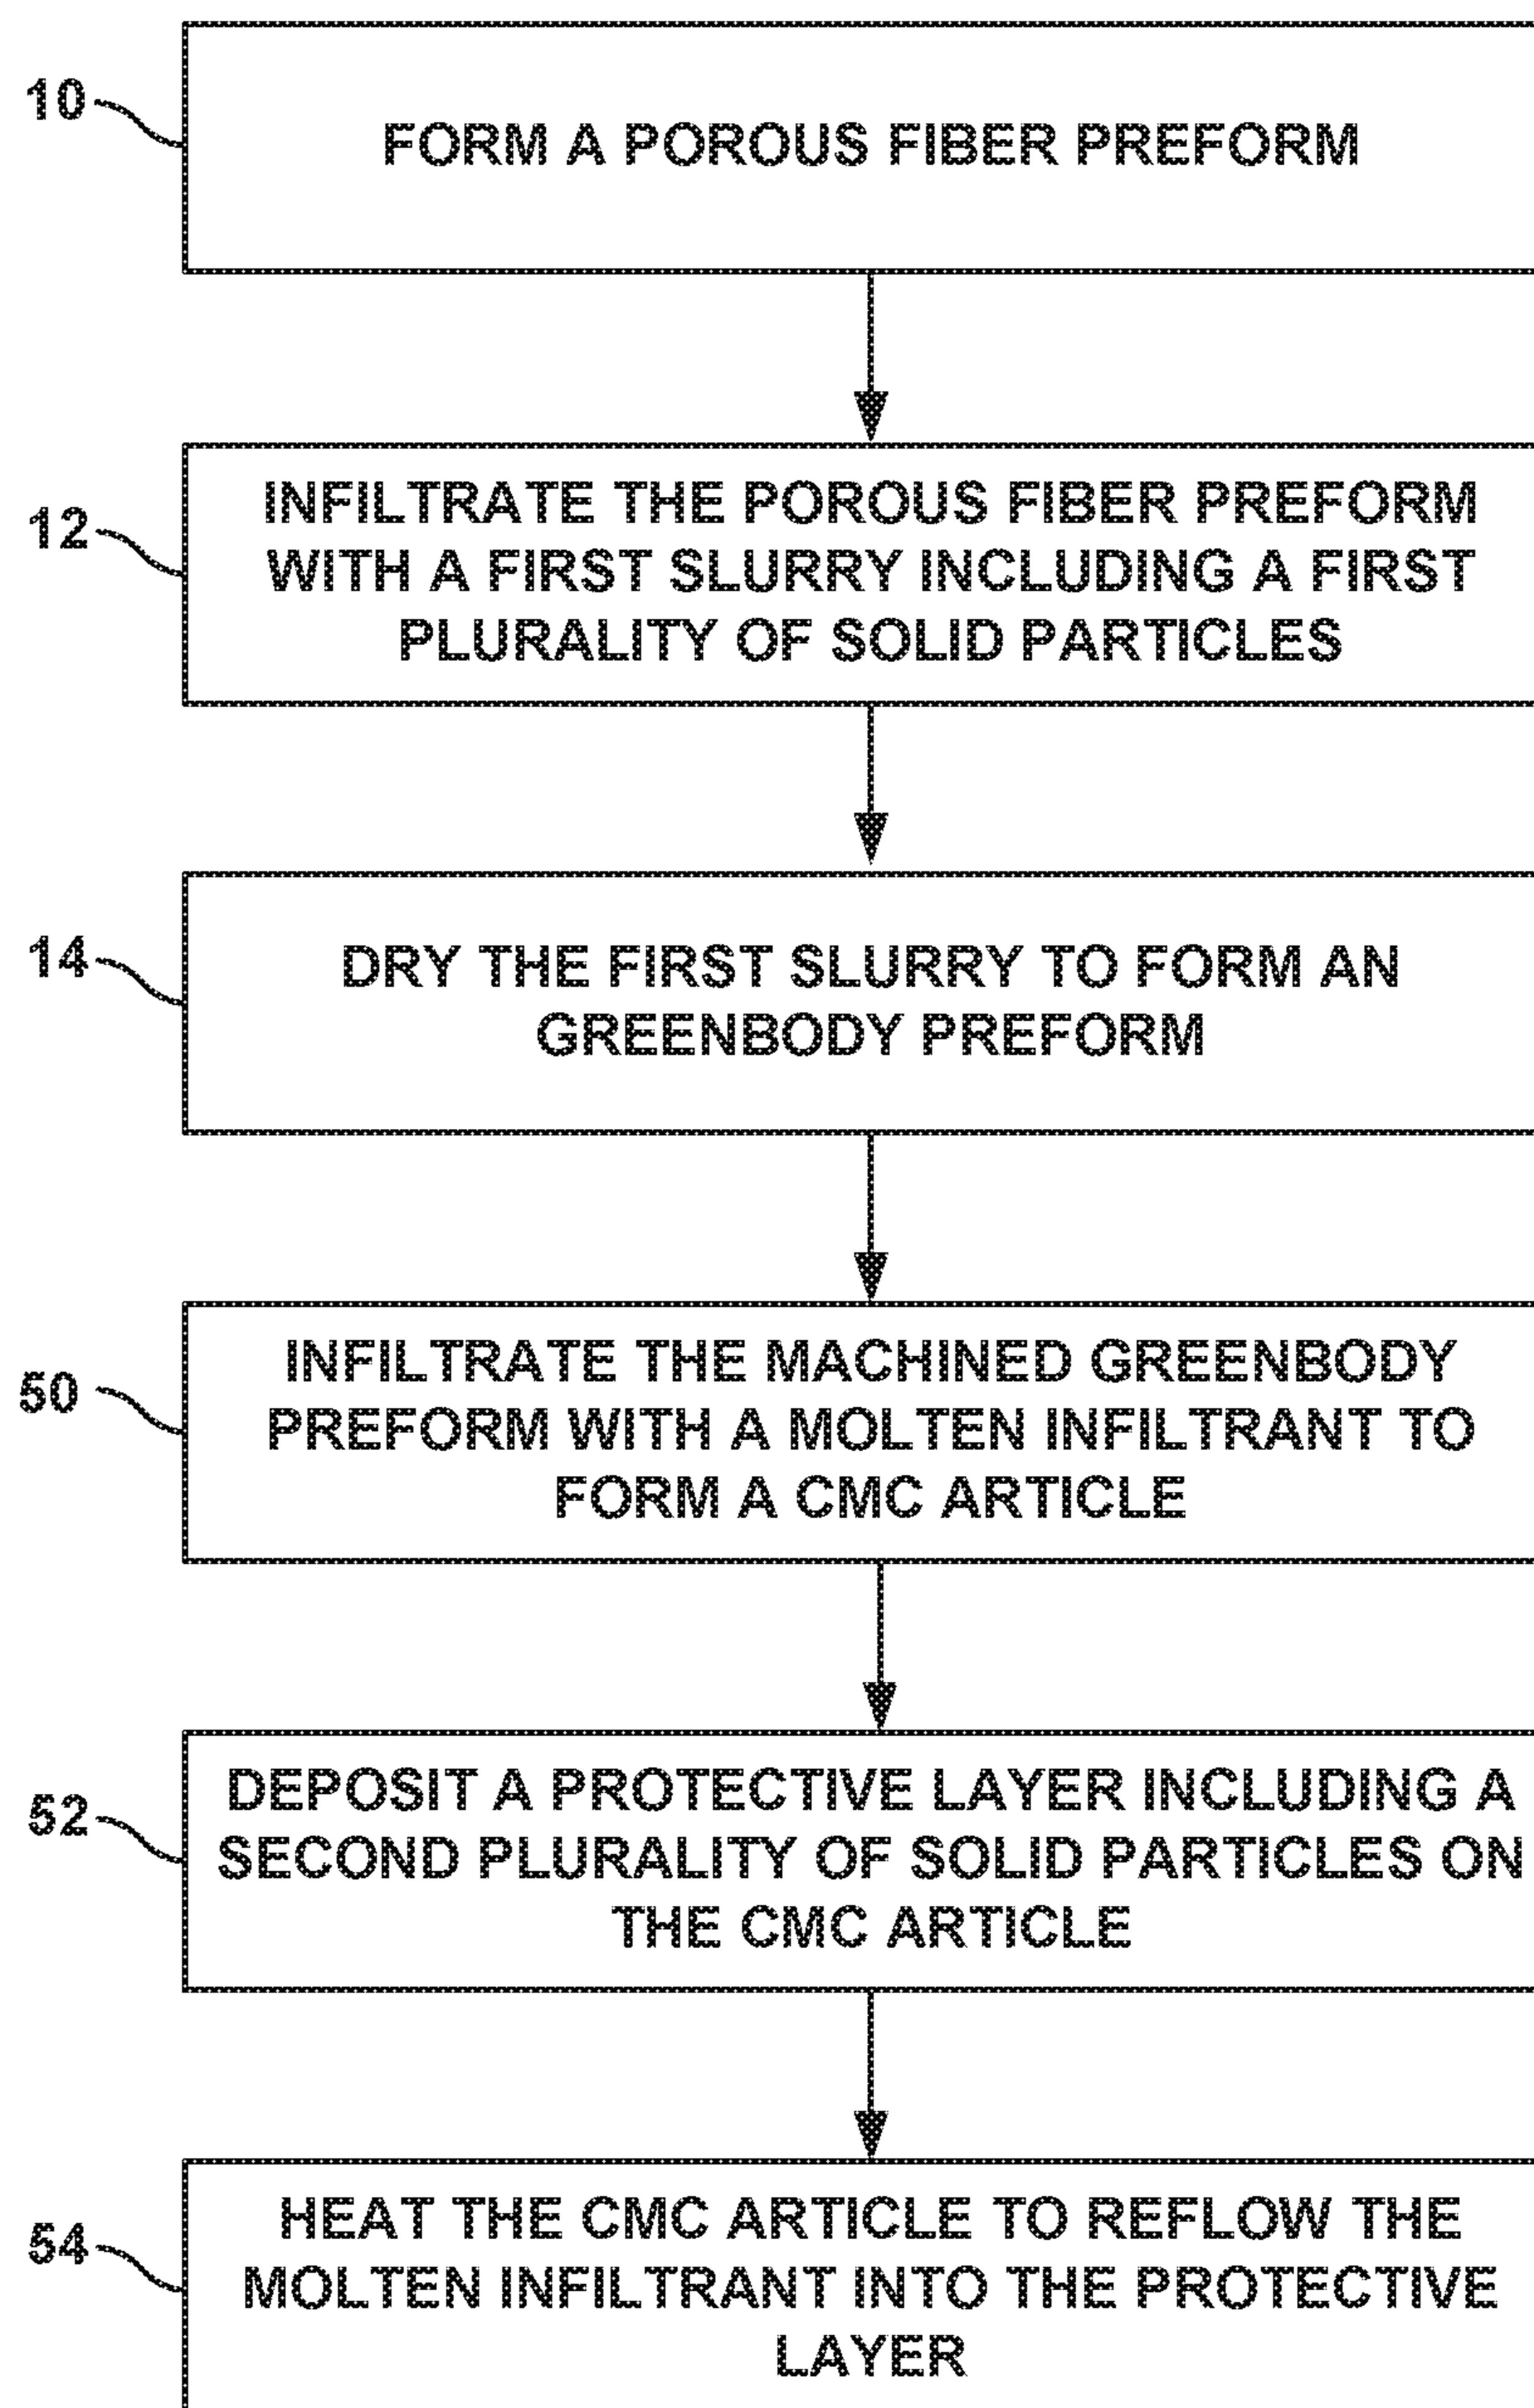 10
FORM A POROUS FIBER PREFORM
12
INFILTRATE THE POROUS FIBER PREFORM
WITH A FIRST SLURRY INCLUDING A FIRST
PLURALITY OF SOLID PARTICLES
14
DRY THE FIRST SLURRY TO FORM AN
GREENBODY PREFORM
50
INFILTRATE THE MACHINED GREENBODY
PREFORM WITH A MOLTEN INFILTRANT TO
FORM A CMC ARTICLE
52
DEPOSIT A PROTECTIVE LAYER INCLUDING A
SECOND PLURALITY OF SOLID PARTICLES ON
THE CMC ARTICLE
54
HEAT THE CMC ARTICLE TO REFLOW THE
MOLTEN INFILTRANT INTO THE PROTECTIVE
LAYER